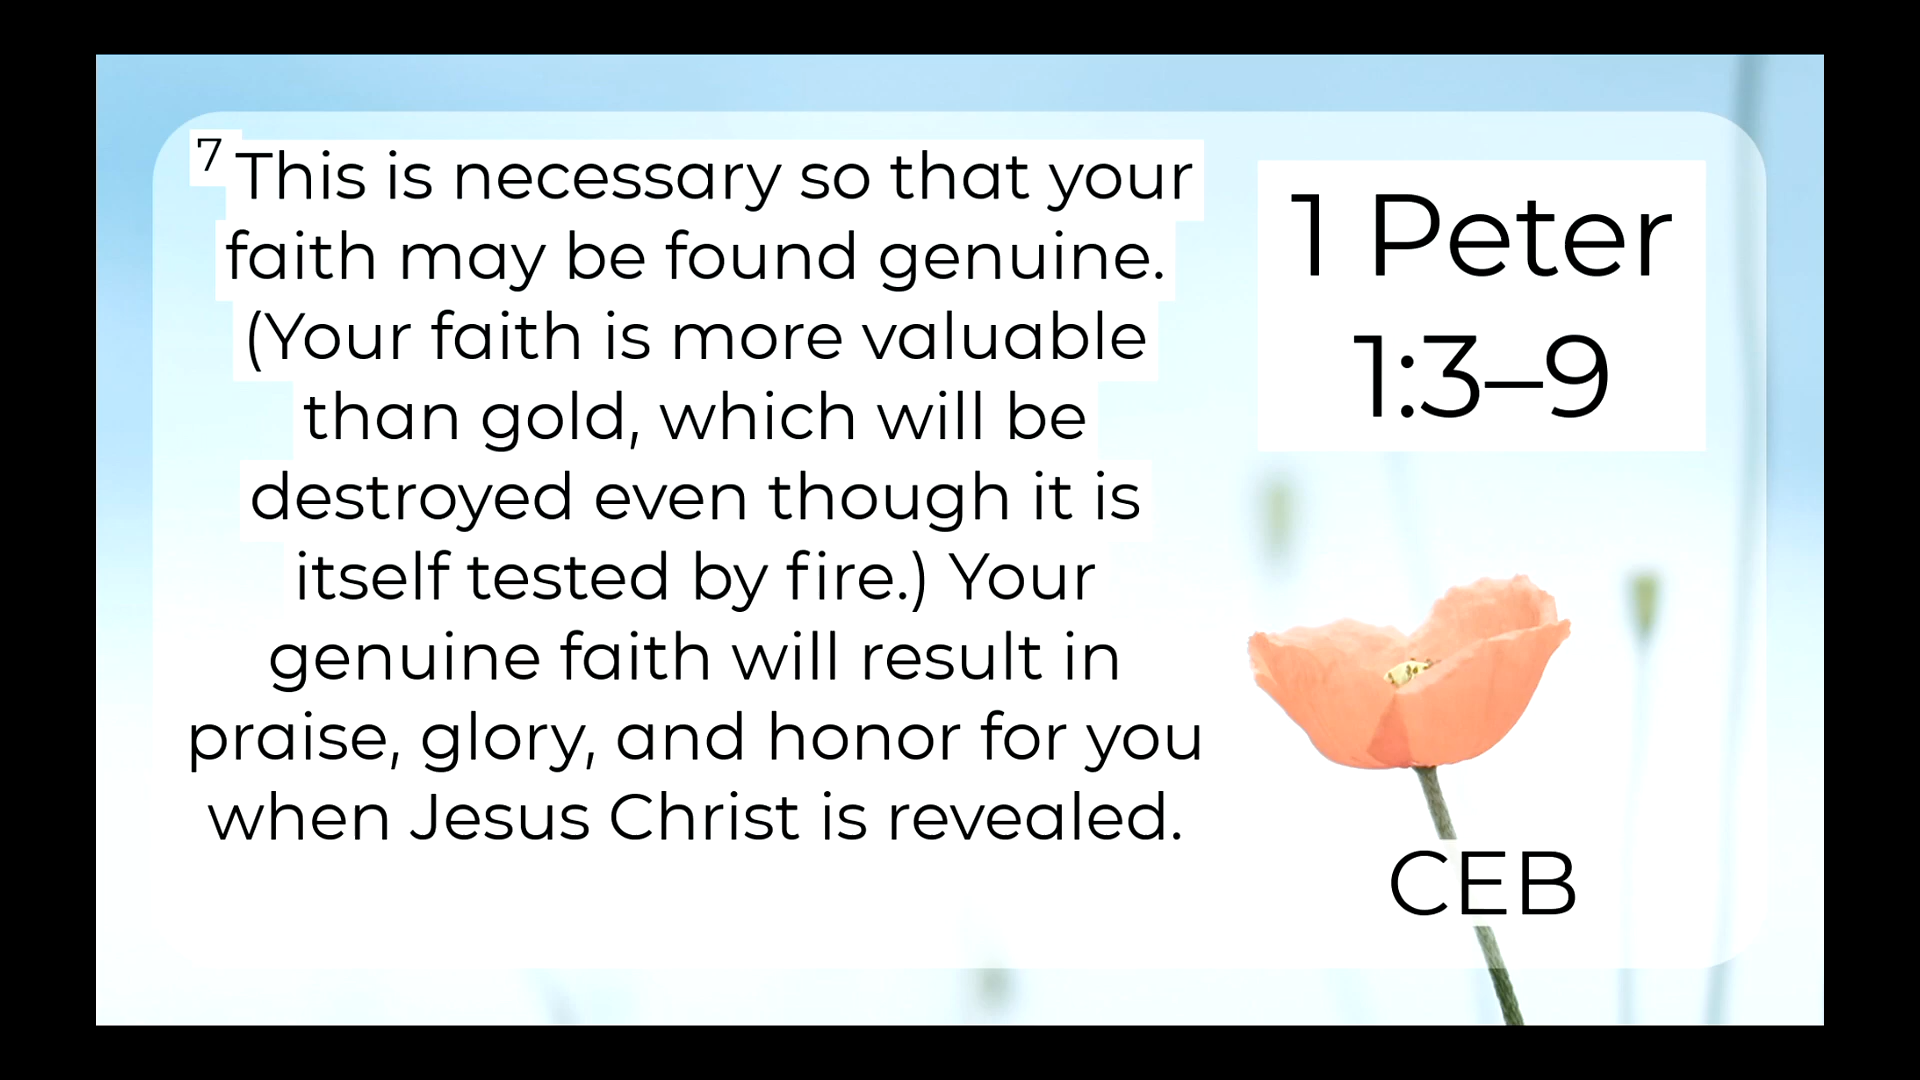 7 This is necessary so that your
faith may be found genuine.
(Your faith is more valuable
than gold, which will be
destroyed even though it is
itself tested by fire.) Your
genuine faith will result in
praise, glory, and honor for you
when Jesus Christ is revealed.
1 Peter
1:3–9
CEB